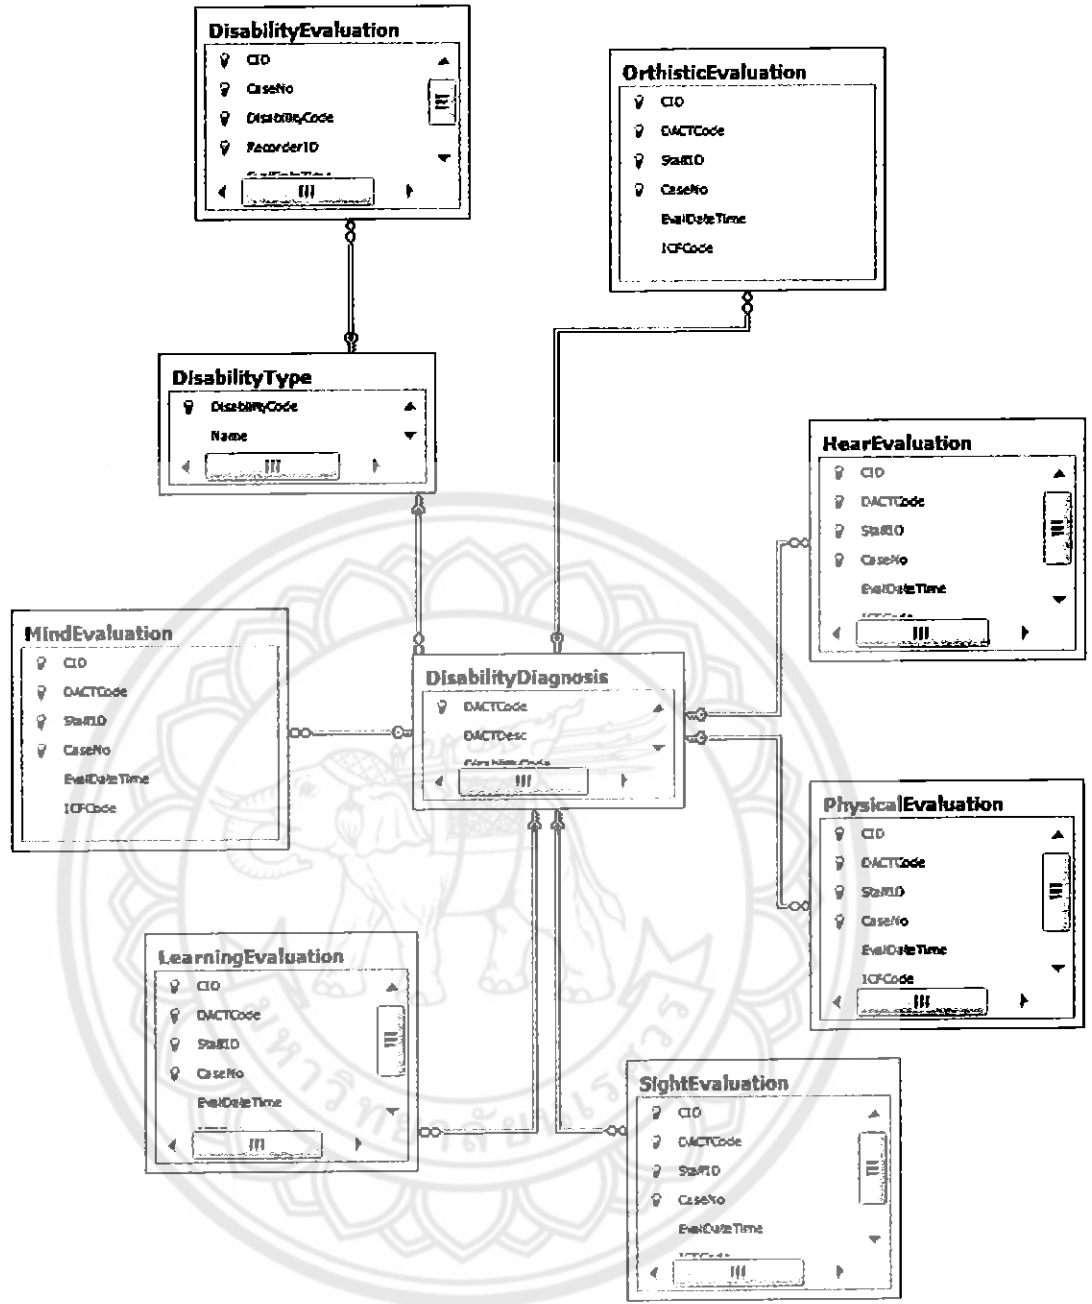 DisabilityEvaluation
CID
CaseNo
DisabilityCode
RecorderID
OrthisticEvaluation
CID
DACTCode
StaffID
CaseNo
EvalDateTime
ICFCode
DisabilityType
DisabilityCode
Name
HearEvaluation
CID
DACTCode
StaffID
CaseNo
EvalDateTime
MindEvaluation
CID
DACTCode
StaffID
CaseNo
EvalDateTime
ICFCode
DisabilityDiagnosis
DACTCode
DACTDesc
PhysicalEvaluation
CID
DACTCode
StaffID
CaseNo
EvalDateTime
ICFCode
LearningEvaluation
CID
DACTCode
StaffID
CaseNo
EvalDateTime
SightEvaluation
CID
DACTCode
StaffID
CaseNo
EvalDateTime